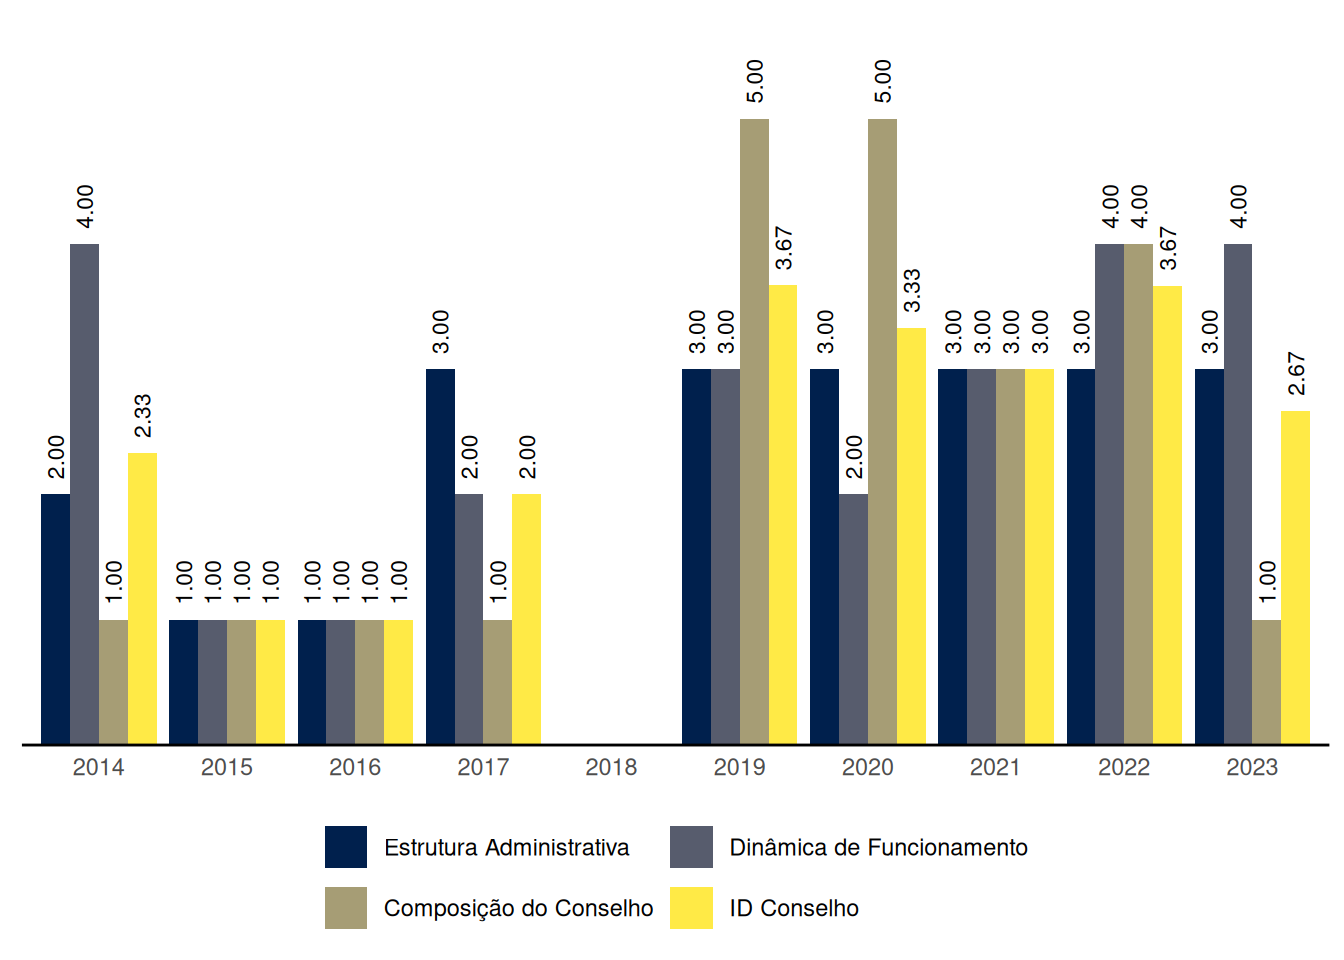 2.00 4.00 1.00 2.33
1.00 1.00 1.00 1.00
1.00 1.00 1.00 1.00
3.00 2.00 1.00 2.00
3.00 3.00 5.00 3.67
3.00 2.00 5.00 3.33
3.00 3.00 3.00 3.00
3.00 4.00 4.00 3.67
3.00 4.00 1.00 2.67
2014 2015 2016 2017 2018 2019 2020 2021 2022 2023
Estrutura Administrativa Dinâmica de Funcionamento
Composição do Conselho ID Conselho